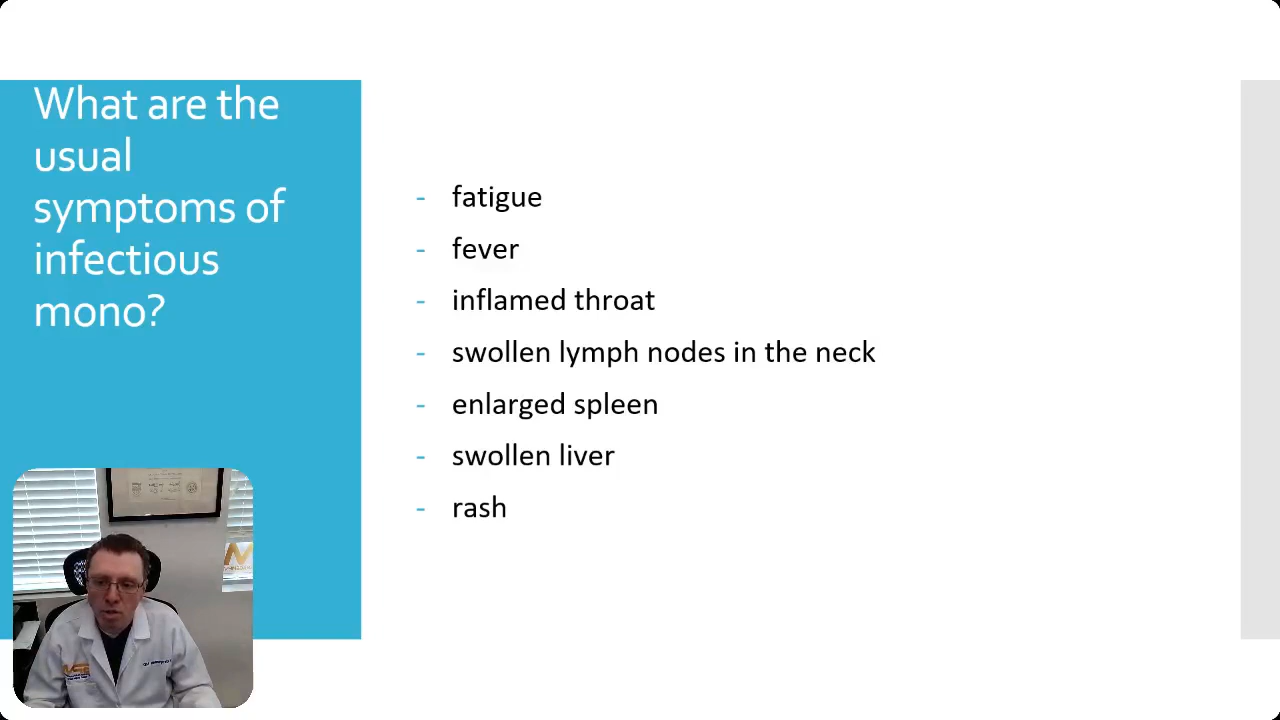 What are the
usual
symptoms of
infectious
mono?
- fatigue
- fever
- inflamed throat
- swollen lymph nodes in the neck
- enlarged spleen
- swollen liver
- rash